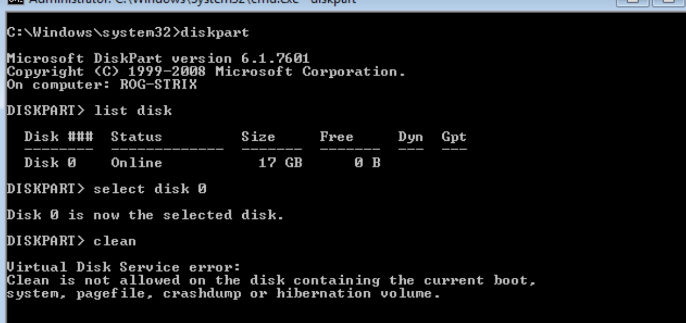 Administrator: C:\Windows\System32\cmd.exe - diskpart
C:\Windows\system32>diskpart
Microsoft DiskPart version 6.1.7601
Copyright (C) 1999-2008 Microsoft Corporation.
On computer: ROG-STRIX
DISKPART> list disk
Disk ### Status Size Free Dyn Gpt
-------- ------------- ------- ------- --- ---
Disk 0 Online 17 GB 0 B
DISKPART> select disk 0
Disk 0 is now the selected disk.
DISKPART> clean
Virtual Disk Service error:
Clean is not allowed on the disk containing the current boot,
system, pagefile, crashdump or hibernation volume.